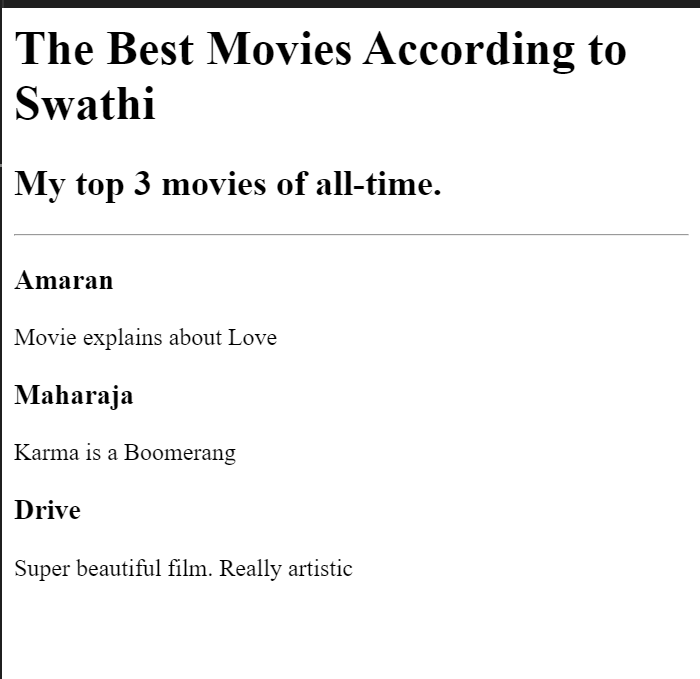 The Best Movies According to
Swathi
My top 3 movies of all-time.
Amaran
Movie explains about Love
Maharaja
Karma is a Boomerang
Drive
Super beautiful film. Really artistic